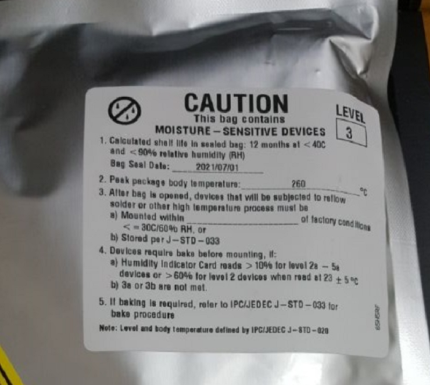 CAUTION
This bag contains
MOISTURE-SENSITIVE DEVICES
LEVEL
3
1. Calculated shelf life in sealed bag: 12 months at <40C
and <90% relative humidity (RH)
Bag Seal Date: 2021/07/01
2. Peak package body temperature: 260 °C
3. After bag is opened, devices that will be subjected to reflow
solder or other high temperature process must be
a) Mounted within of factory conditions
<=30C/60% RH, or
b) Stored per J-STD-033
4. Devices require bake before mounting, if:
a) Humidity Indicator Card reads >10% for level 2a - 5a
devices or >60% for level 2 devices when read at 23 ± 5°C
b) 3a or 3b are not met.
5. If baking is required, refer to IPC/JEDEC J-STD-033 for
bake procedure
Note: Level and body temperature defined by IPC/JEDEC J-STD-020